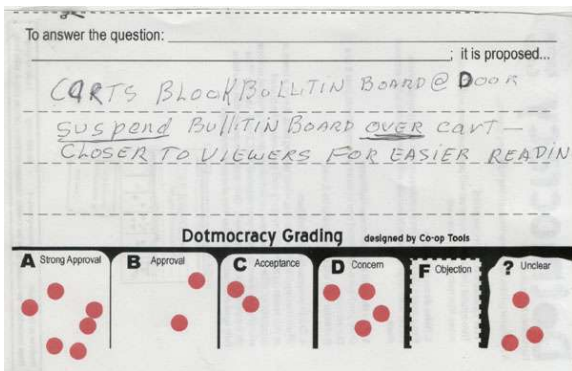 To answer the question:
; it is proposed...
CARTS BLOCK BULLITIN BOARD @ DOOR
suspend BULLITIN BOARD OVER cart —
CLOSER TO VIEWERS FOR EASIER READIN
Dotmocracy Grading designed by Co-op Tools
A Strong Approval B Approval C Acceptance D Concern F Objection ? Unclear